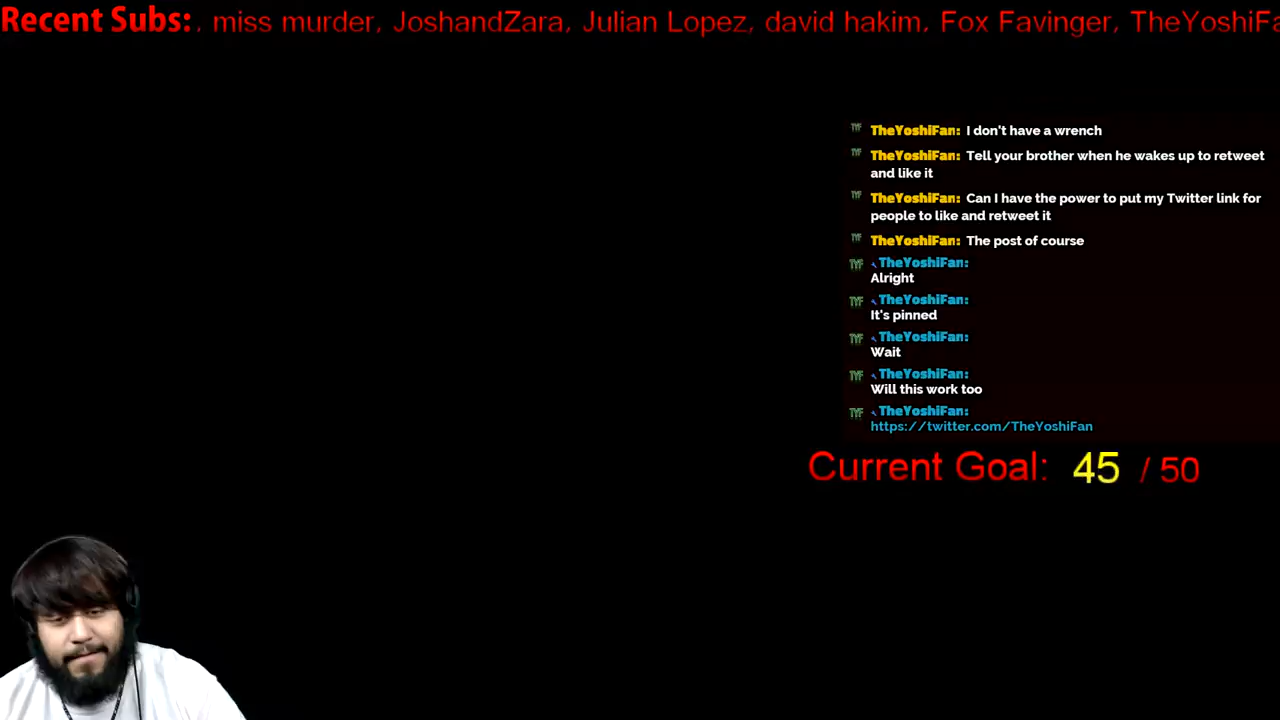 Recent Subs: , miss murder, JoshandZara, Julian Lopez, david hakim, Fox Favinger, TheYoshiFa
TheYoshiFan: I don't have a wrench
TheYoshiFan: Tell your brother when he wakes up to retweet
and like it
TheYoshiFan: Can I have the power to put my Twitter link for
people to like and retweet it
TheYoshiFan: The post of course
TheYoshiFan:
Alright
TheYoshiFan:
It's pinned
TheYoshiFan:
Wait
TheYoshiFan:
Will this work too
TheYoshiFan:
https://twitter.com/TheYoshiFan
Current Goal: 45 / 50